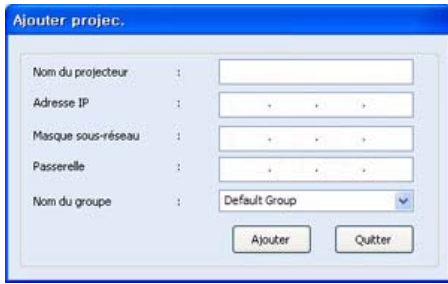 Ajouter projec.
Nom du projecteur :
Adresse IP : . . .
Masque sous-réseau : . . .
Passerelle : . . .
Nom du groupe : Default Group
Ajouter Quitter